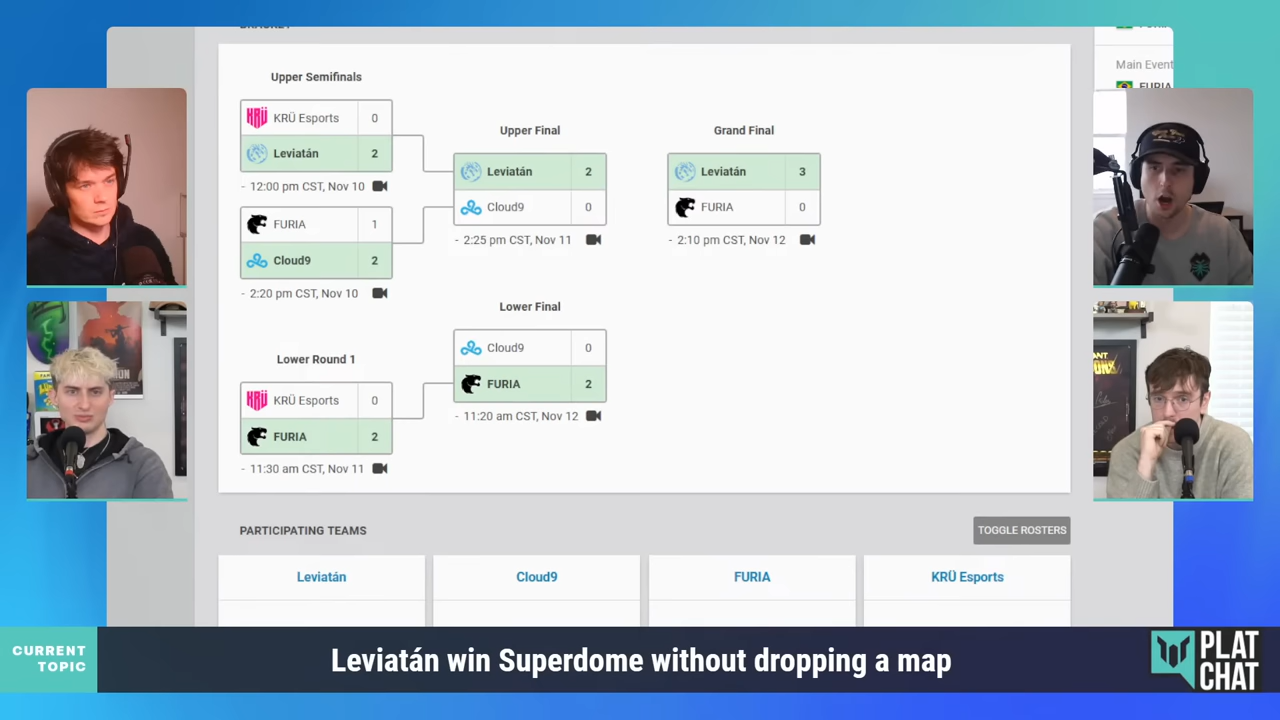 Upper Semifinals
KRÜ Esports 0
Leviatán 2
- 12:00 pm CST, Nov 10
FURIA 1
Cloud9 2
- 2:20 pm CST, Nov 10
Upper Final
Leviatán 2
Cloud9 0
- 2:25 pm CST, Nov 11
Grand Final
Leviatán 3
FURIA 0
- 2:10 pm CST, Nov 12
Lower Round 1
KRÜ Esports 0
FURIA 2
- 11:30 am CST, Nov 11
Lower Final
Cloud9 0
FURIA 2
- 11:20 am CST, Nov 12
Main Event
FURIA
PARTICIPATING TEAMS
TOGGLE ROSTERS
Leviatán
Cloud9
FURIA
KRÜ Esports
CURRENT
TOPIC
Leviatán win Superdome without dropping a map
PLAT
CHAT